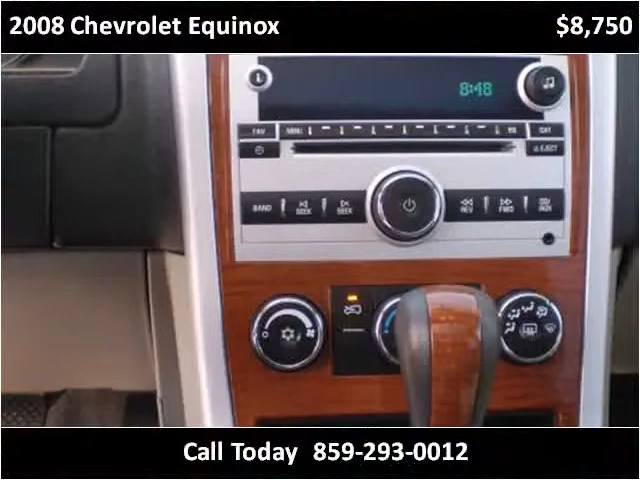 2008 Chevrolet Equinox $8,750
8:48
FAV MENU CAT
EJECT
BAND SEEK SEEK REV FWD
Call Today 859-293-0012